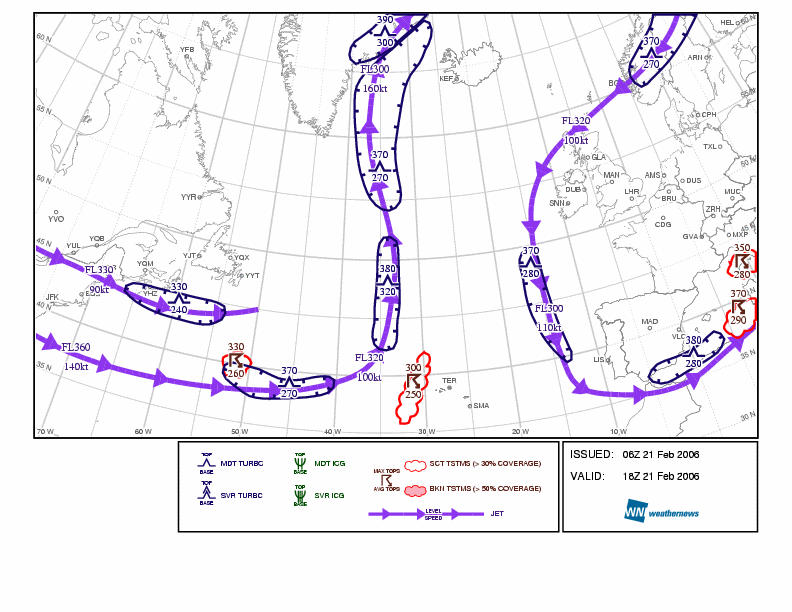 60 N
50 N
45 N
40 N
35 N
70 W
60 W
50 W
40 W
30 W
20 W
10 W
30 N
35 N
45 N
55 N
60 N
YFB
KEF
HEL
ARN
CPH
TXL
GLA
MAN
DUB
SNN
LHR
AMS
DUS
BRU
MUC
ZRH
CDG
GVA
MXP
MAD
VLC
LIS
TER
SMA
YVO
YUL
YQB
YQM
YJT
YQX
YYT
YYR
YHZ
JFK
390
300
FL300
160kt
370
270
380
320
FL320
100kt
370
270
FL320
100kt
370
280
FL300
110kt
350
280
370
290
380
280
300
250
FL330
90kt
330
240
FL360
140kt
330
260
370
270
TOP
BASE
MDT TURBC
TOP
BASE
MDT ICG
TOP
BASE
SVR TURBC
TOP
BASE
SVR ICG
MAX TOPS
AVG TOPS
SCT TSTMS (> 30% COVERAGE)
BKN TSTMS (> 50% COVERAGE)
LEVEL
SPEED
JET
ISSUED: 06Z 21 Feb 2006
VALID: 18Z 21 Feb 2006
WN weathernews